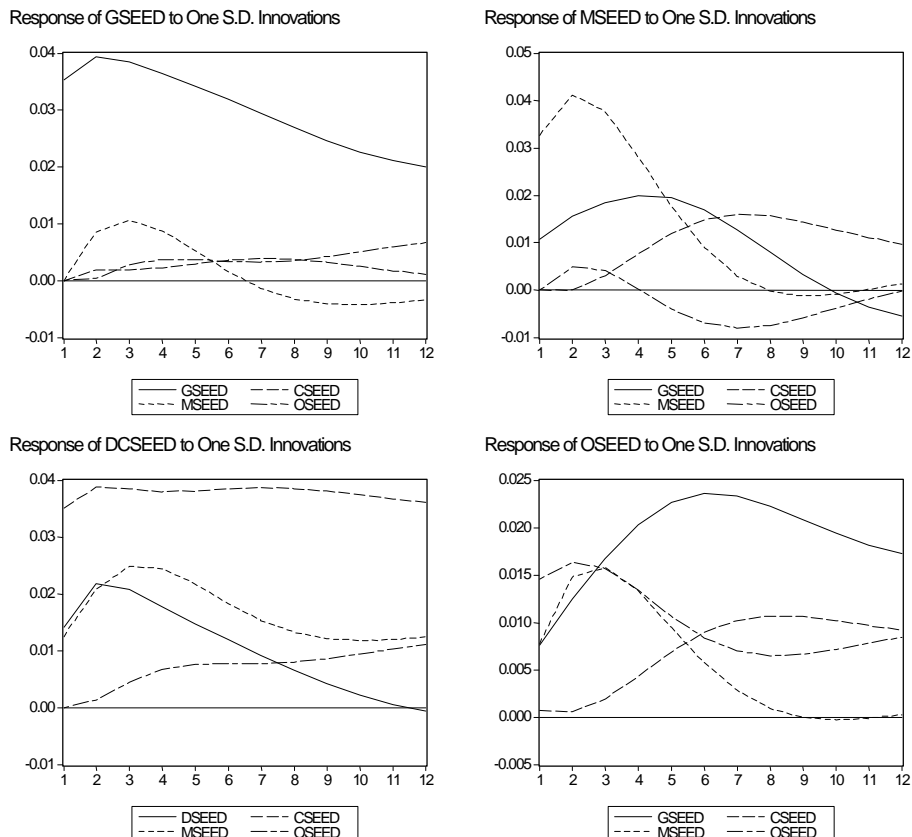 Response of GSEED to One S.D. Innovations
0.04
0.03
0.02
0.01
0.00
-0.01
1 2 3 4 5 6 7 8 9 10 11 12
GSEED CSEED
MSEED OSEED
Response of MSEED to One S.D. Innovations
0.05
0.04
0.03
0.02
0.01
0.00
-0.01
1 2 3 4 5 6 7 8 9 10 11 12
GSEED CSEED
MSEED OSEED
Response of DCSEED to One S.D. Innovations
0.04
0.03
0.02
0.01
0.00
-0.01
1 2 3 4 5 6 7 8 9 10 11 12
DSEED CSEED
MSEED OSEED
Response of OSEED to One S.D. Innovations
0.025
0.020
0.015
0.010
0.005
0.000
-0.005
1 2 3 4 5 6 7 8 9 10 11 12
GSEED CSEED
MSEED OSEED